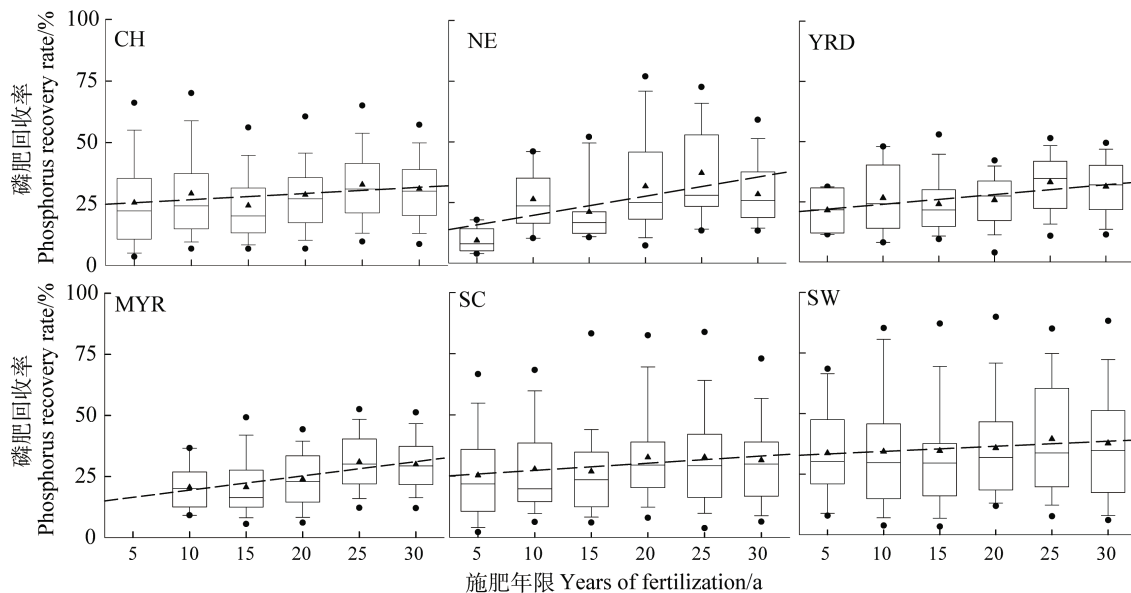 CH
NE
YRD
100
75
50
25
0
磷肥回收率
Phosphorus recovery rate/%
MYR
SC
SW
100
75
50
25
0
磷肥回收率
Phosphorus recovery rate/%
5 10 15 20 25 30
5 10 15 20 25 30
5 10 15 20 25 30
施肥年限 Years of fertilization/a